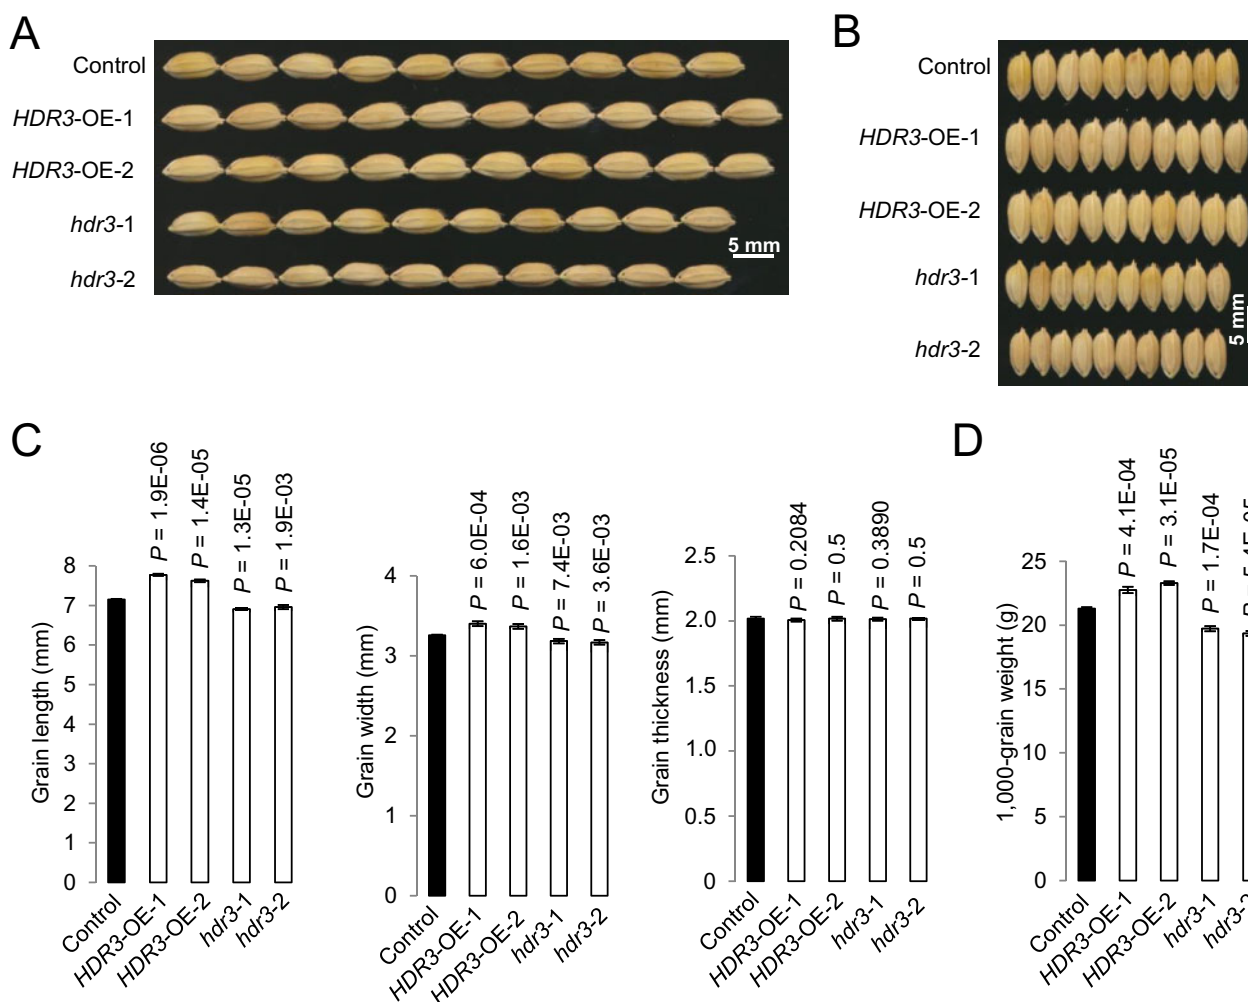 A
Control
HDR3-OE-1
HDR3-OE-2
hdr3-1
hdr3-2
5 mm
B
Control
HDR3-OE-1
HDR3-OE-2
hdr3-1
hdr3-2
5 mm
C
Grain length (mm)
8
7
6
5
4
3
2
1
0
P = 1.9E-06
P = 1.4E-05
P = 1.3E-05
P = 1.9E-03
Control
HDR3-OE-1
HDR3-OE-2
hdr3-1
hdr3-2
Grain width (mm)
4
3
2
1
0
P = 6.0E-04
P = 1.6E-03
P = 7.4E-03
P = 3.6E-03
Control
HDR3-OE-1
HDR3-OE-2
hdr3-1
hdr3-2
Grain thickness (mm)
2.5
2.0
1.5
1.0
0.5
0
P = 0.2084
P = 0.5
P = 0.3890
P = 0.5
Control
HDR3-OE-1
HDR3-OE-2
hdr3-1
hdr3-2
D
1,000-grain weight (g)
25
20
15
10
5
0
P = 4.1E-04
P = 3.1E-05
P = 1.7E-04
Control
HDR3-OE-1
HDR3-OE-2
hdr3-1
hdr3-2